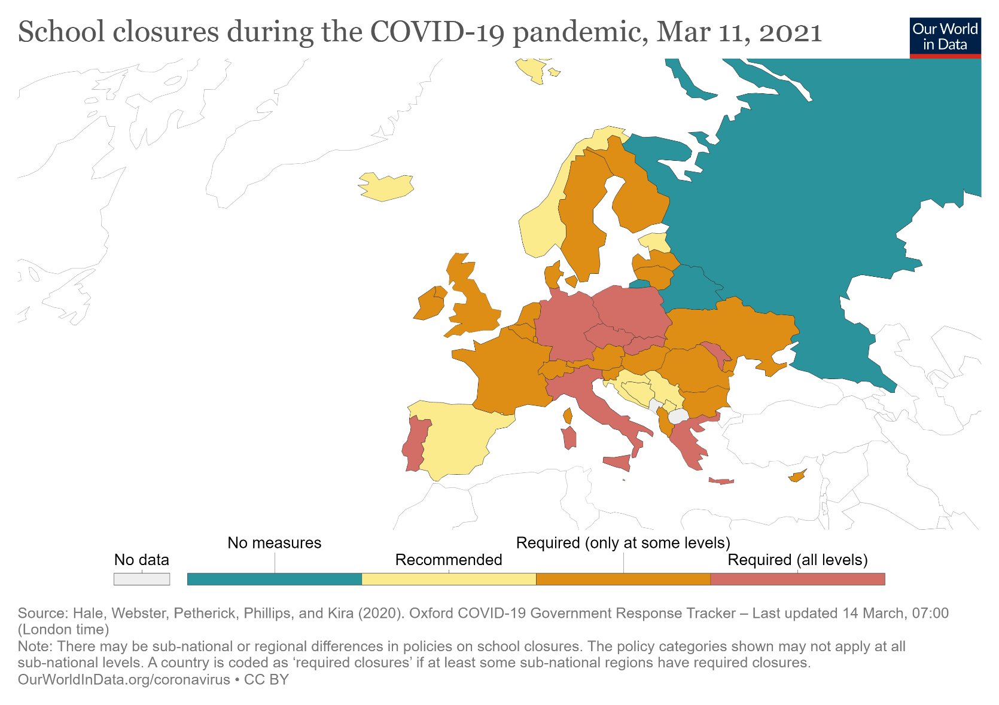 School closures during the COVID-19 pandemic, Mar 11, 2021
Our World
in Data
No data
No measures
Recommended
Required (only at some levels)
Required (all levels)
Source: Hale, Webster, Petherick, Phillips, and Kira (2020). Oxford COVID-19 Government Response Tracker – Last updated 14 March, 07:00
(London time)
Note: There may be sub-national or regional differences in policies on school closures. The policy categories shown may not apply at all
sub-national levels. A country is coded as ‘required closures’ if at least some sub-national regions have required closures.
OurWorldInData.org/coronavirus • CC BY